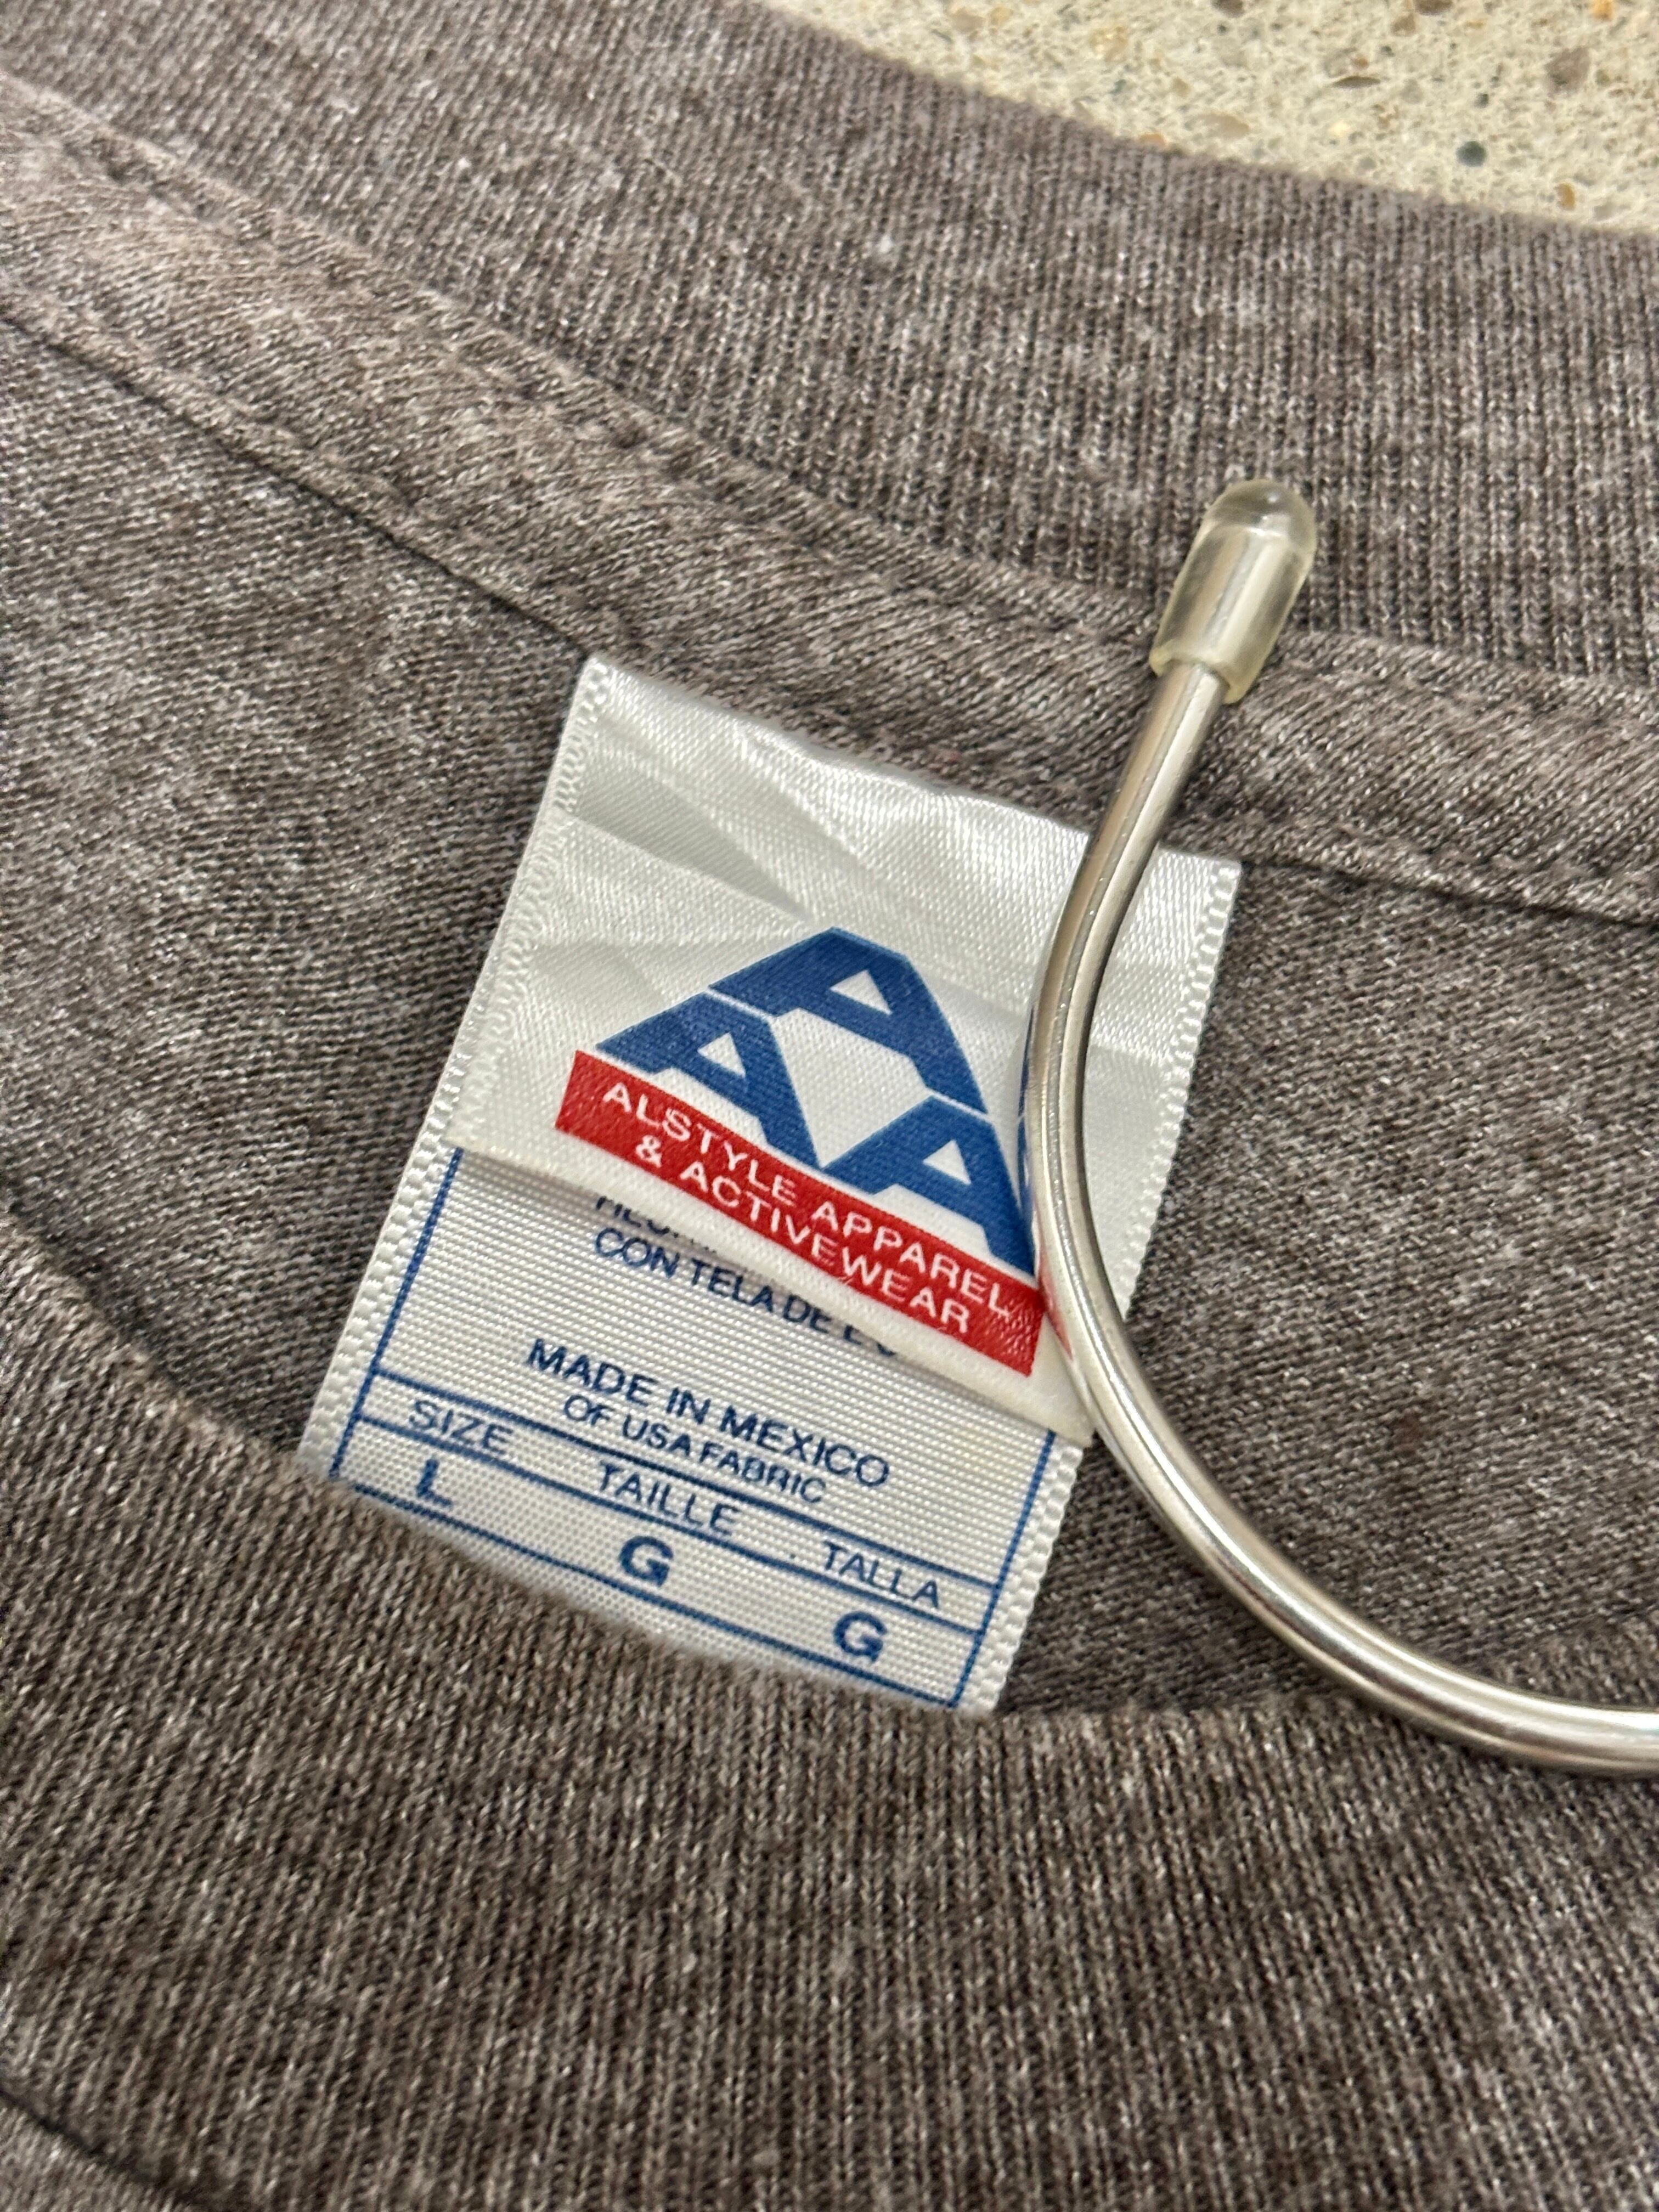 A
A A
ALSTYLE APPAREL
& ACTIVEWEAR
CON TELA DE
MADE IN MEXICO
OF USA FABRIC
SIZE TAILLE TALLA
L G G